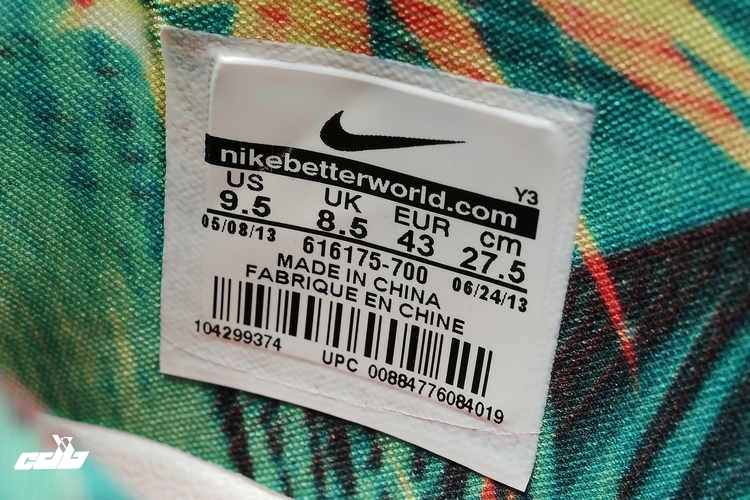 nikebetterworld.com
Y3
US UK EUR cm
9.5 8.5 43 27.5
05/08/13 616175-700 06/24/13
MADE IN CHINA
FABRIQUE EN CHINE
104299374
UPC 00884776084019
cdb